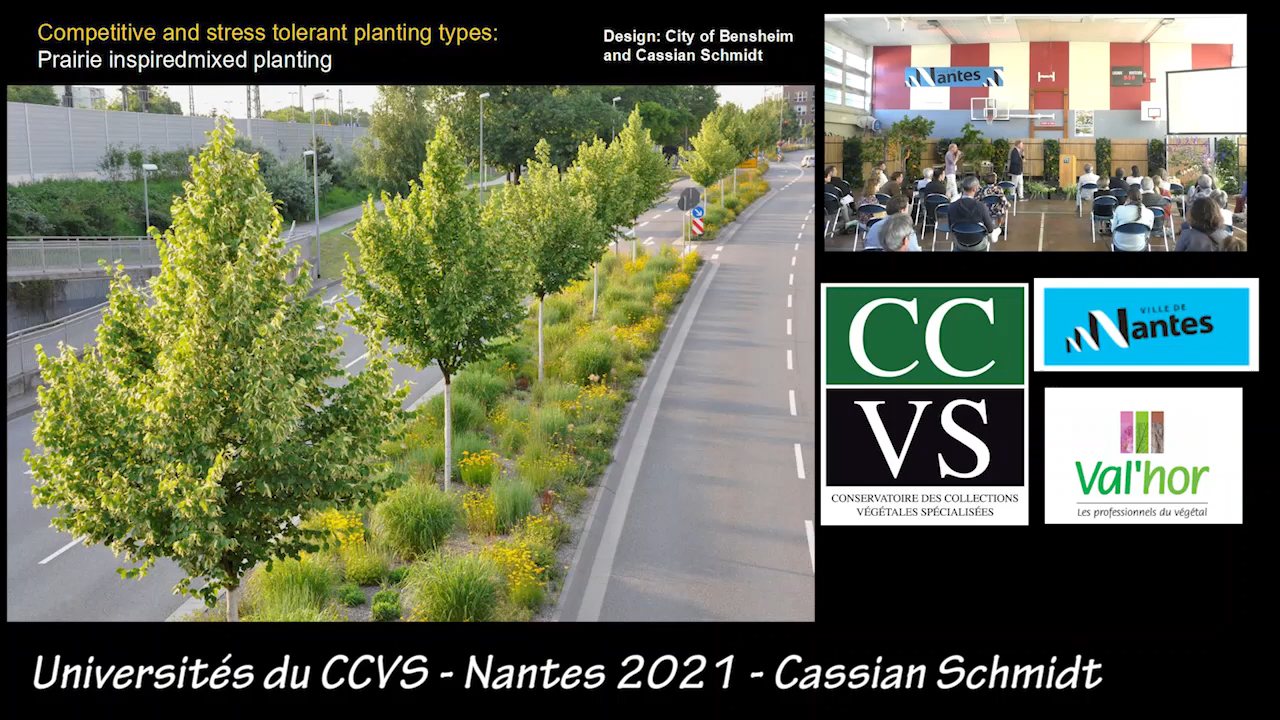 Competitive and stress tolerant planting types:
Prairie inspiredmixed planting
Design: City of Bensheim
and Cassian Schmidt
Nantes
CC
VS
CONSERVATOIRE DES COLLECTIONS
VÉGÉTALES SPÉCIALISÉES
VILLE DE
Nantes
Val'hor
Les professionnels du végétal
Universités du CCVS - Nantes 2021 - Cassian Schmidt